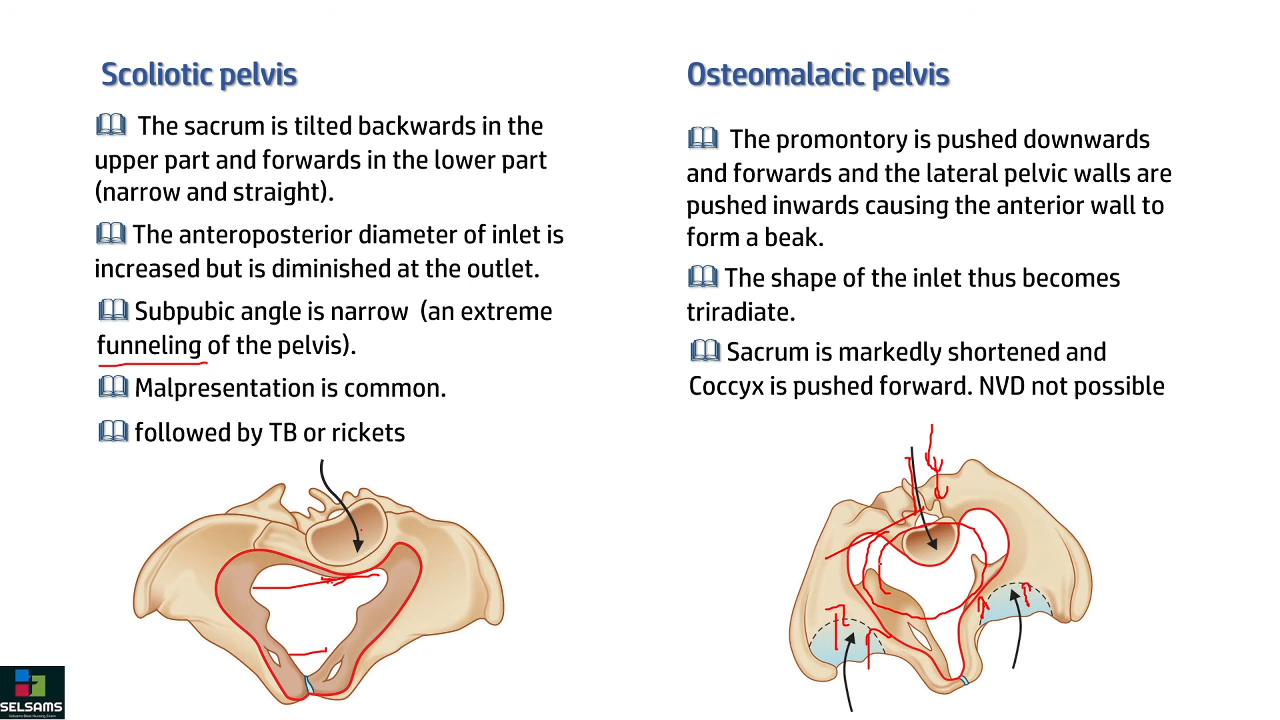 Scoliotic pelvis
The sacrum is tilted backwards in the
upper part and forwards in the lower part
(narrow and straight).
The anteroposterior diameter of inlet is
increased but is diminished at the outlet.
Subpubic angle is narrow (an extreme
funneling of the pelvis).
Malpresentation is common.
followed by TB or rickets
Osteomalacic pelvis
The promontory is pushed downwards
and forwards and the lateral pelvic walls are
pushed inwards causing the anterior wall to
form a beak.
The shape of the inlet thus becomes
triradiate.
Sacrum is markedly shortened and
Coccyx is pushed forward. NVD not possible
SELSAMS
Selsams Best Nursing Exam